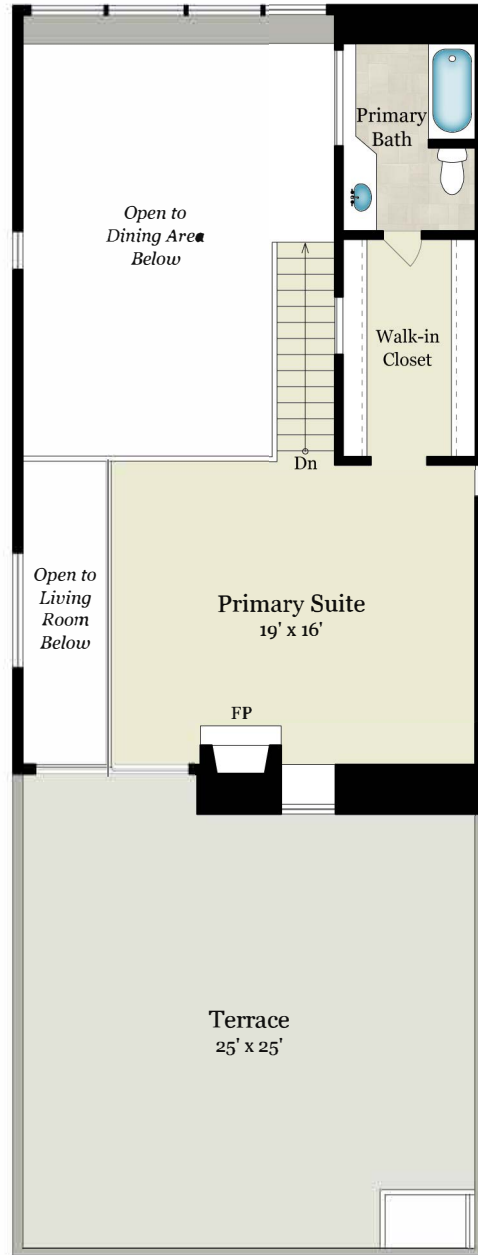 Primary
Bath
Open to
Dining Area
Below
Walk-in
Closet
Dn
Open to
Living
Room
Below
Primary Suite
19' x 16'
FP
Terrace
25' x 25'